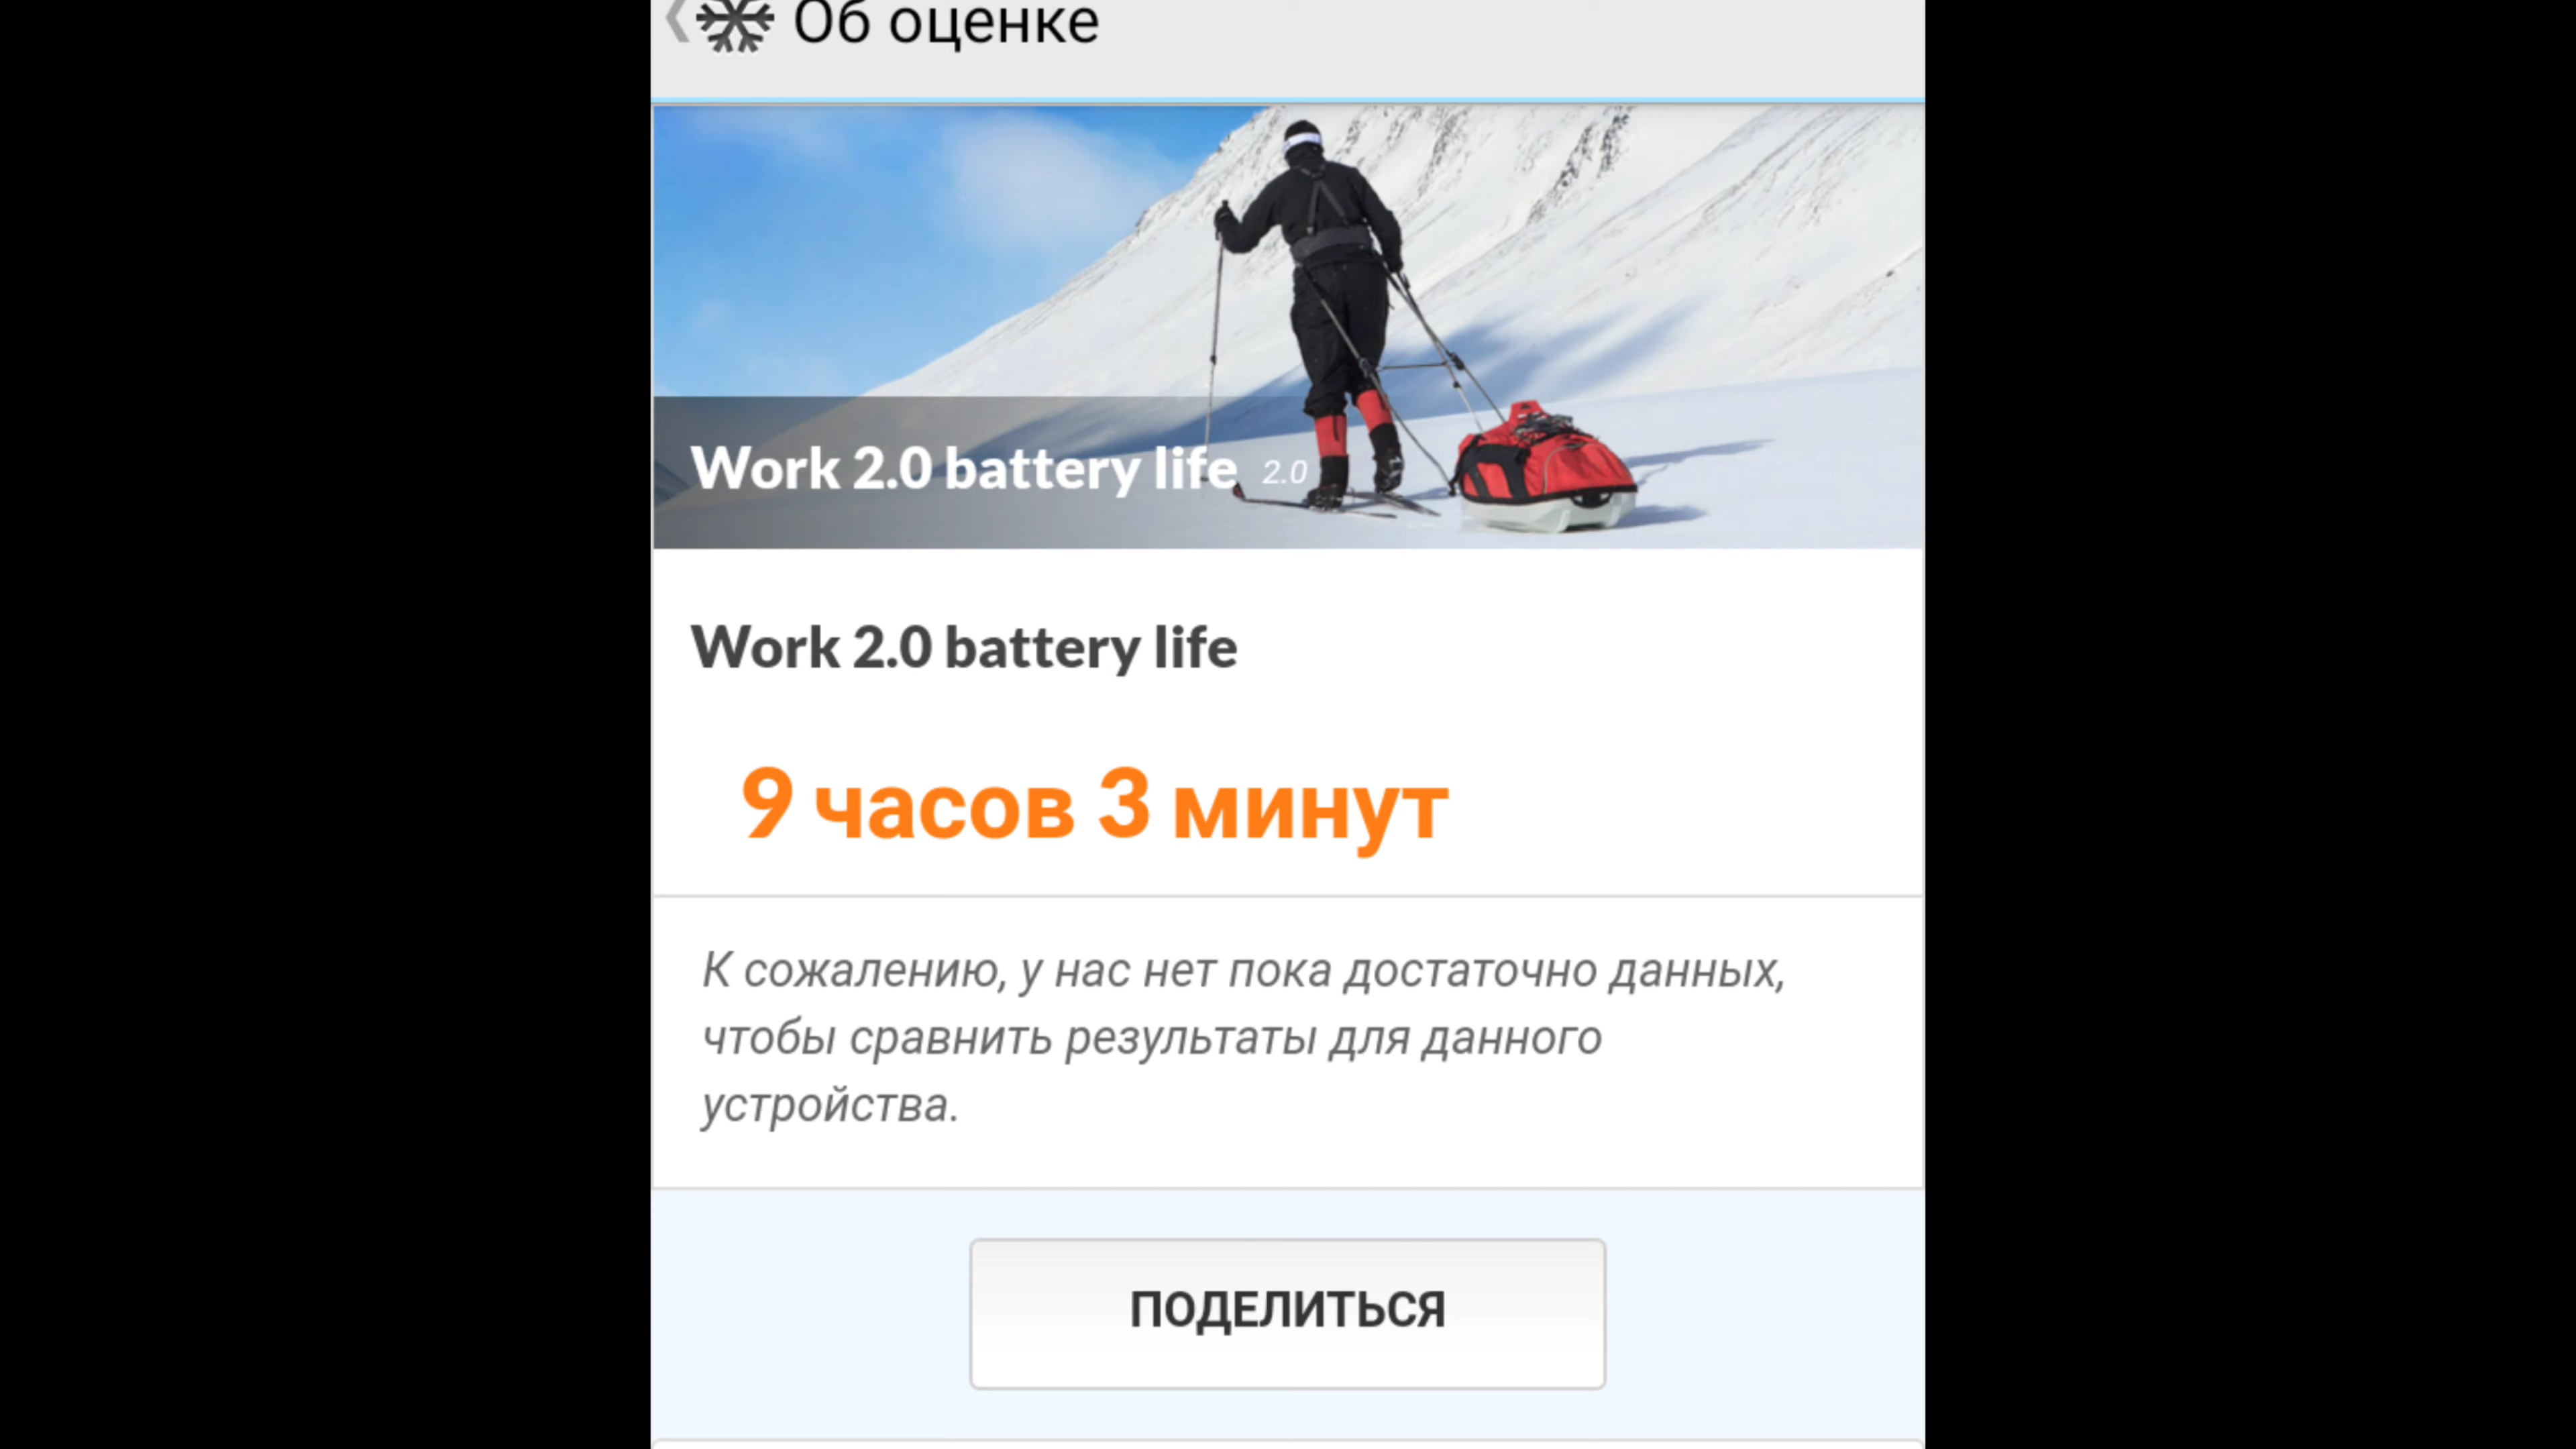 Об оценке
Work 2.0 battery life 2.0
Work 2.0 battery life
9 часов 3 минут
К сожалению, у нас нет пока достаточно данных,
чтобы сравнить результаты для данного
устройства.
ПОДЕЛИТЬСЯ